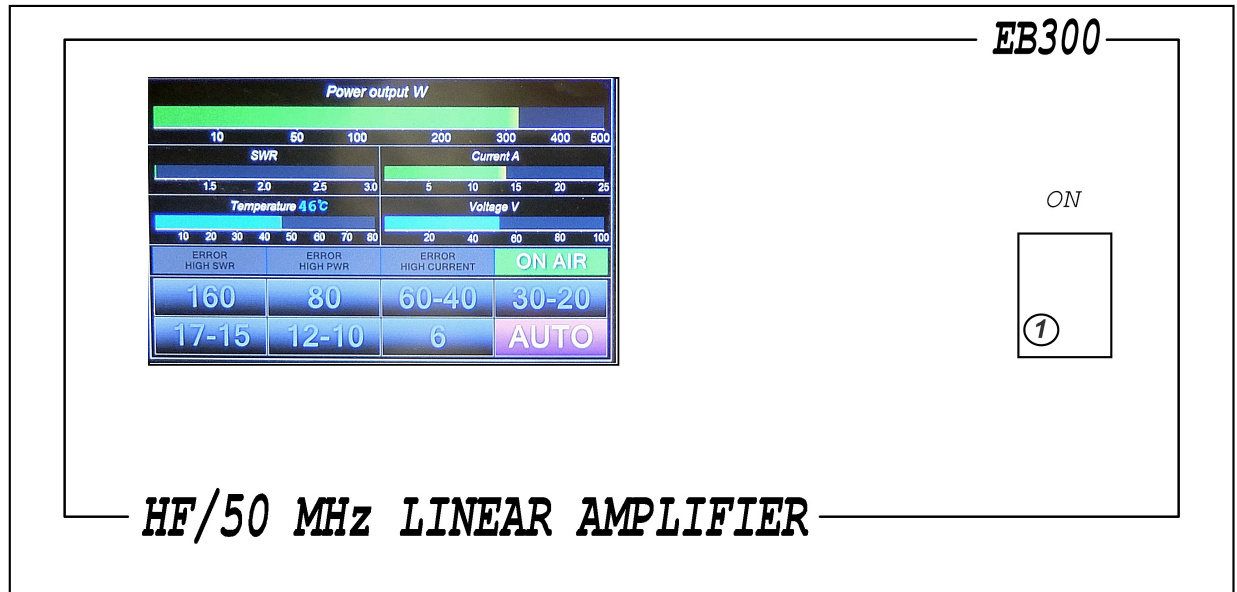 EB300
Power output W
10 50 100 200 300 400 500
SWR Current A
1.5 2.0 2.5 3.0 5 10 15 20 25
Temperature 46°C Voltage V
10 20 30 40 50 60 70 80 20 40 60 80 100
ERROR HIGH SWR ERROR HIGH PWR ERROR HIGH CURRENT ON AIR
160 80 60-40 30-20
17-15 12-10 6 AUTO
ON
1
HF/50 MHz LINEAR AMPLIFIER